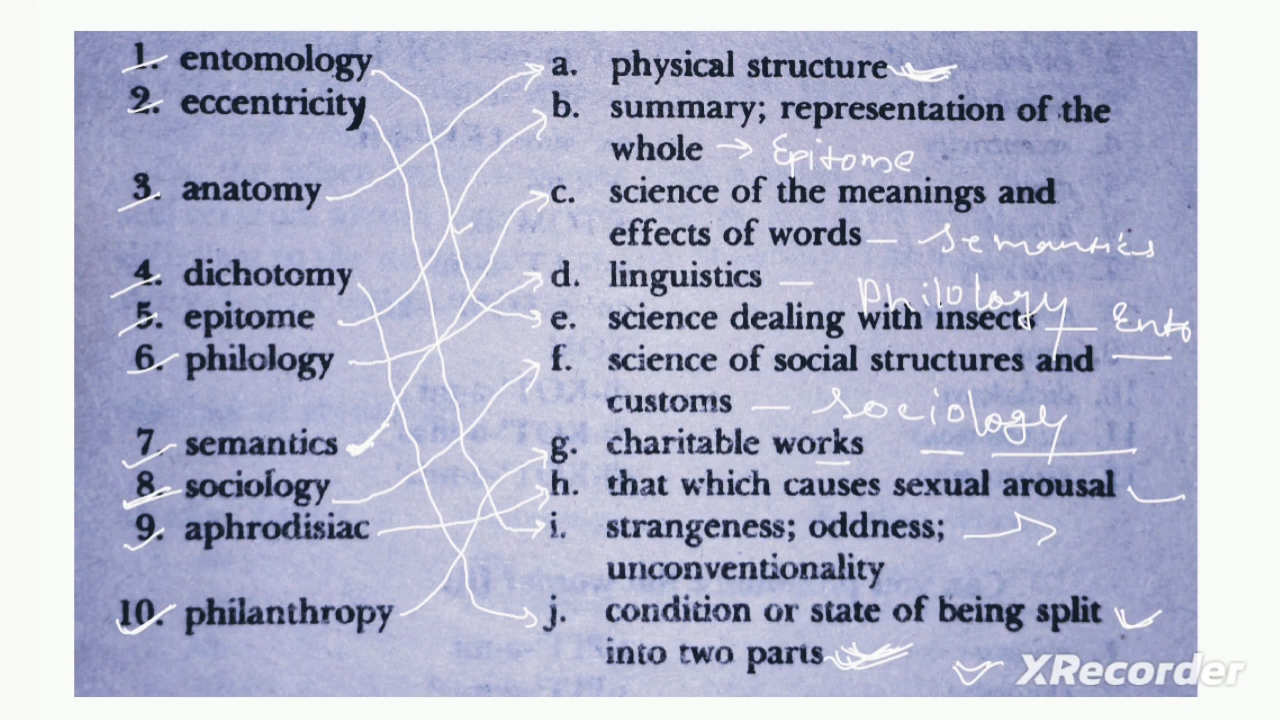 1. entomology
2. eccentricity
3. anatomy
4. dichotomy
5. epitome
6. philology
7. semantics
8. sociology
9. aphrodisiac
10. philanthropy
a. physical structure
b. summary; representation of the
whole → Epitome
c. science of the meanings and
effects of words — semantics
d. linguistics — Philology
e. science dealing with insects — Ento
f. science of social structures and
customs — sociology
g. charitable works
h. that which causes sexual arousal
i. strangeness; oddness;
unconventionality
j. condition or state of being split
into two parts
XRecorder